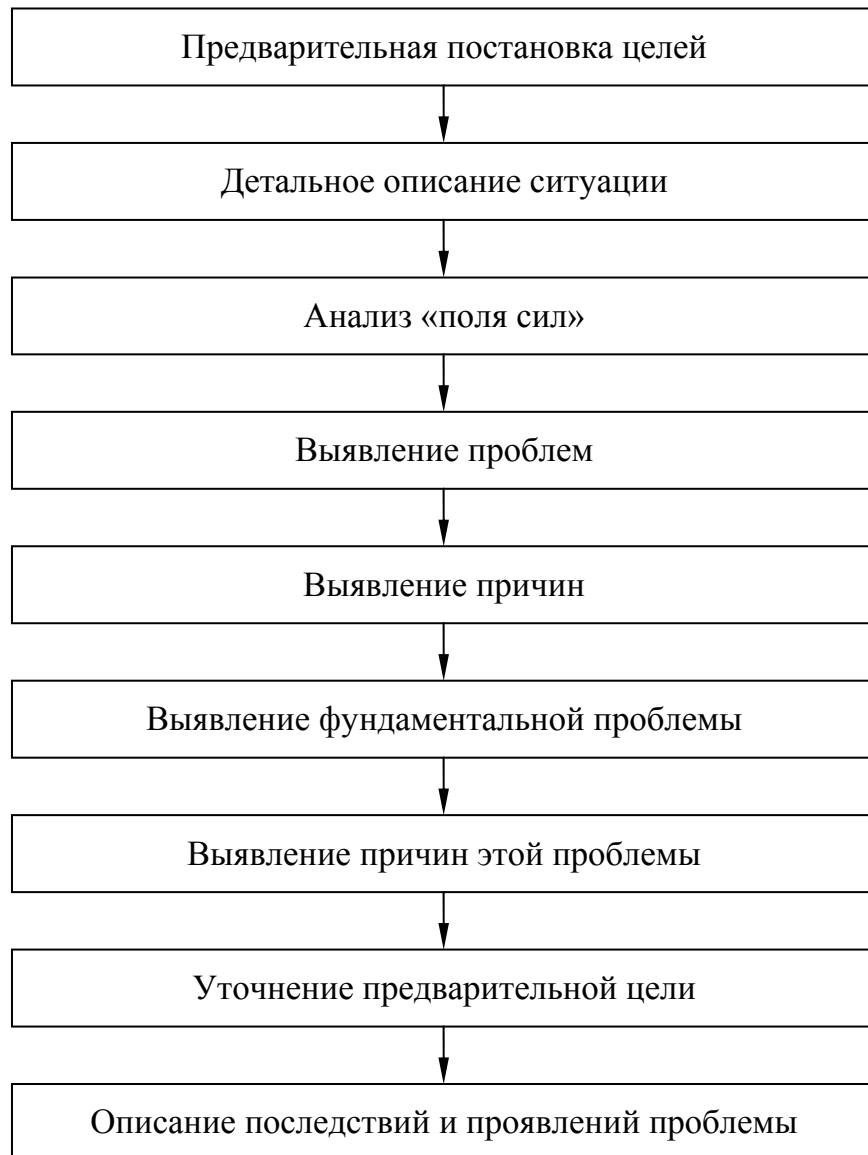 Предварительная постановка целей
Детальное описание ситуации
Анализ «поля сил»
Выявление проблем
Выявление причин
Выявление фундаментальной проблемы
Выявление причин этой проблемы
Уточнение предварительной цели
Описание последствий и проявлений проблемы